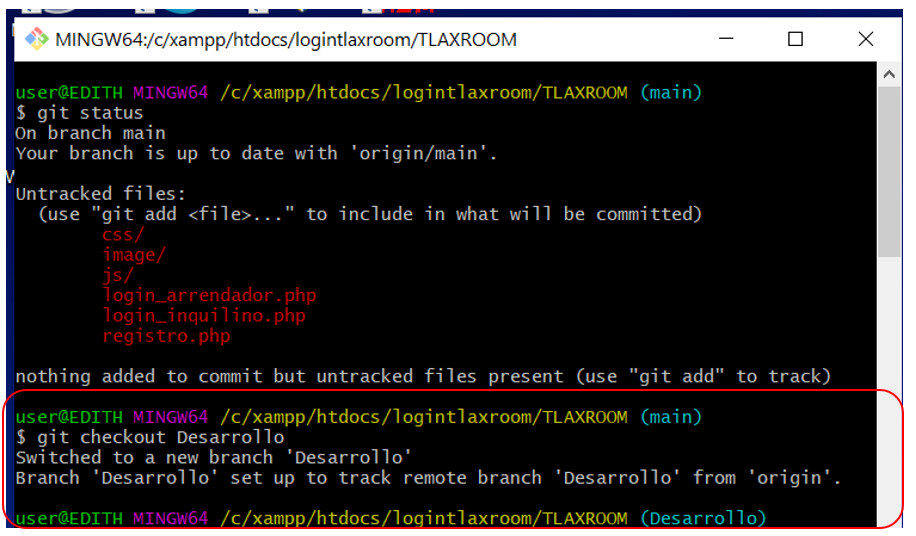 MINGW64:/c/xampp/htdocs/logintlaxroom/TLAXROOM
user@EDITH MINGW64 /c/xampp/htdocs/logintlaxroom/TLAXROOM (main)
$ git status
On branch main
Your branch is up to date with 'origin/main'.
Untracked files:
(use "git add <file>..." to include in what will be committed)
css/
image/
js/
login_arrendador.php
login_inquilino.php
registro.php
nothing added to commit but untracked files present (use "git add" to track)
user@EDITH MINGW64 /c/xampp/htdocs/logintlaxroom/TLAXROOM (main)
$ git checkout Desarrollo
Switched to a new branch 'Desarrollo'
Branch 'Desarrollo' set up to track remote branch 'Desarrollo' from 'origin'.
user@EDITH MINGW64 /c/xampp/htdocs/logintlaxroom/TLAXROOM (Desarrollo)